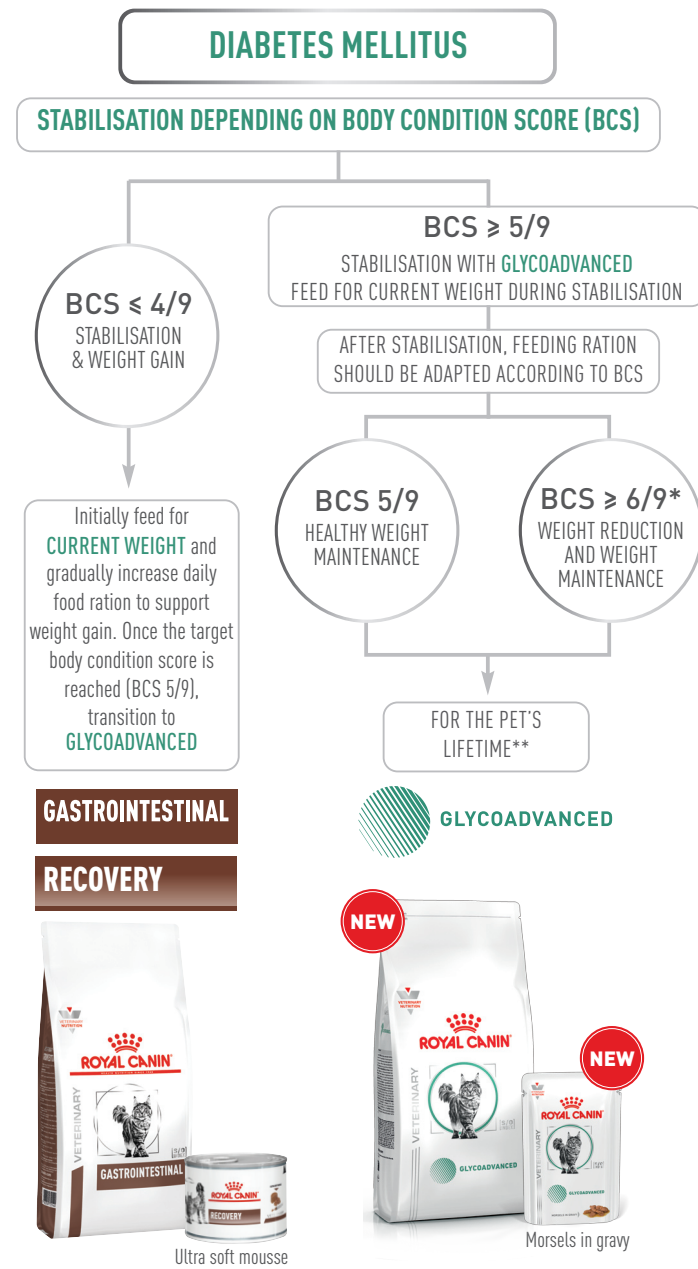 DIABETES MELLITUS
STABILISATION DEPENDING ON BODY CONDITION SCORE (BCS)
BCS ≤ 4/9
STABILISATION
& WEIGHT GAIN
BCS ⩾ 5/9
STABILISATION WITH GLYCOADVANCED
FEED FOR CURRENT WEIGHT DURING STABILISATION
AFTER STABILISATION, FEEDING RATION
SHOULD BE ADAPTED ACCORDING TO BCS
BCS 5/9
HEALTHY WEIGHT
MAINTENANCE
BCS ⩾ 6/9*
WEIGHT REDUCTION
AND WEIGHT
MAINTENANCE
Initially feed for
CURRENT WEIGHT and
gradually increase daily
food ration to support
weight gain. Once the target
body condition score is
reached (BCS 5/9),
transition to
GLYCOADVANCED
FOR THE PET'S
LIFETIME**
GASTROINTESTINAL
RECOVERY
GLYCOADVANCED
NEW
VETERINARY
NUTRITION
ROYAL CANIN
VETERINARY
GASTROINTESTINAL
ROYAL CANIN
RECOVERY
Ultra soft mousse
VETERINARY
NUTRITION
ROYAL CANIN
VETERINARY
GLYCOADVANCED
NEW
ROYAL CANIN
VETERINARY
GLYCOADVANCED
Morsels in gravy